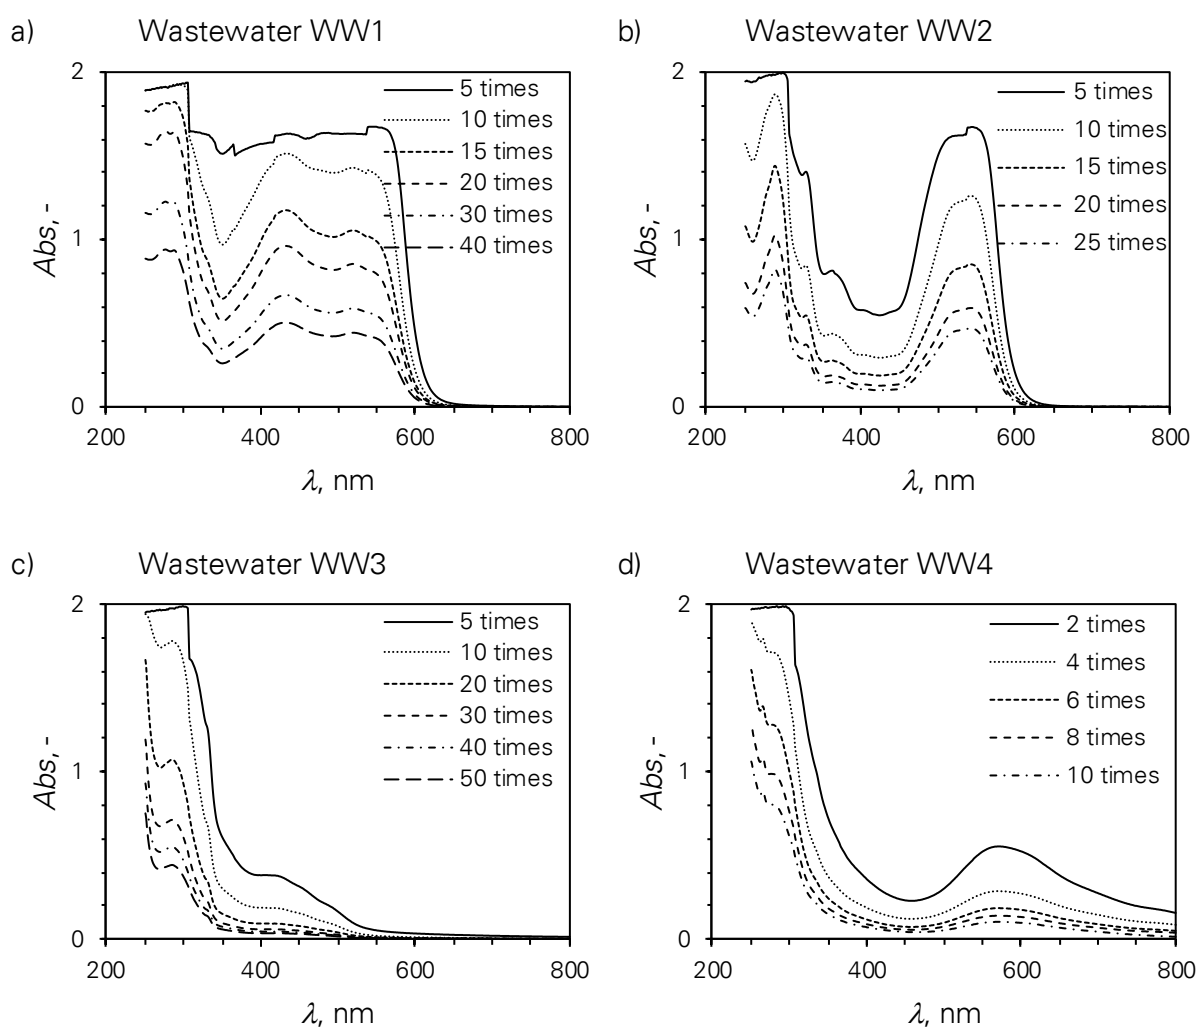 a) Wastewater WW1
2
1
0
Abs, -
5 times
10 times
15 times
20 times
30 times
40 times
200 400 600 800
λ, nm
b) Wastewater WW2
2
1
0
Abs, -
5 times
10 times
15 times
20 times
25 times
200 400 600 800
λ, nm
c) Wastewater WW3
2
1
0
Abs, -
5 times
10 times
20 times
30 times
40 times
50 times
200 400 600 800
λ, nm
d) Wastewater WW4
2
1
0
Abs, -
2 times
4 times
6 times
8 times
10 times
200 400 600 800
λ, nm